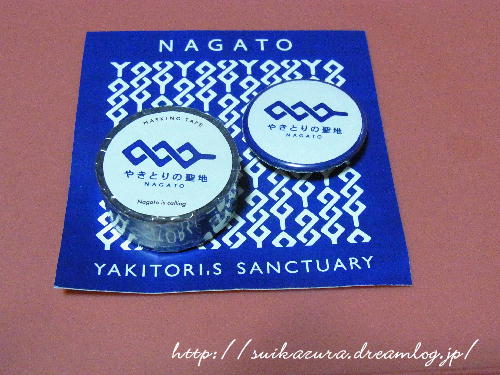 NAGATO
MASKING TAPE
やきとりの聖地
NAGATO
Nagato is calling
やきとりの聖地
NAGATO
YAKITORI,S SANCTUARY
http://suikazura.dreamlog.jp/